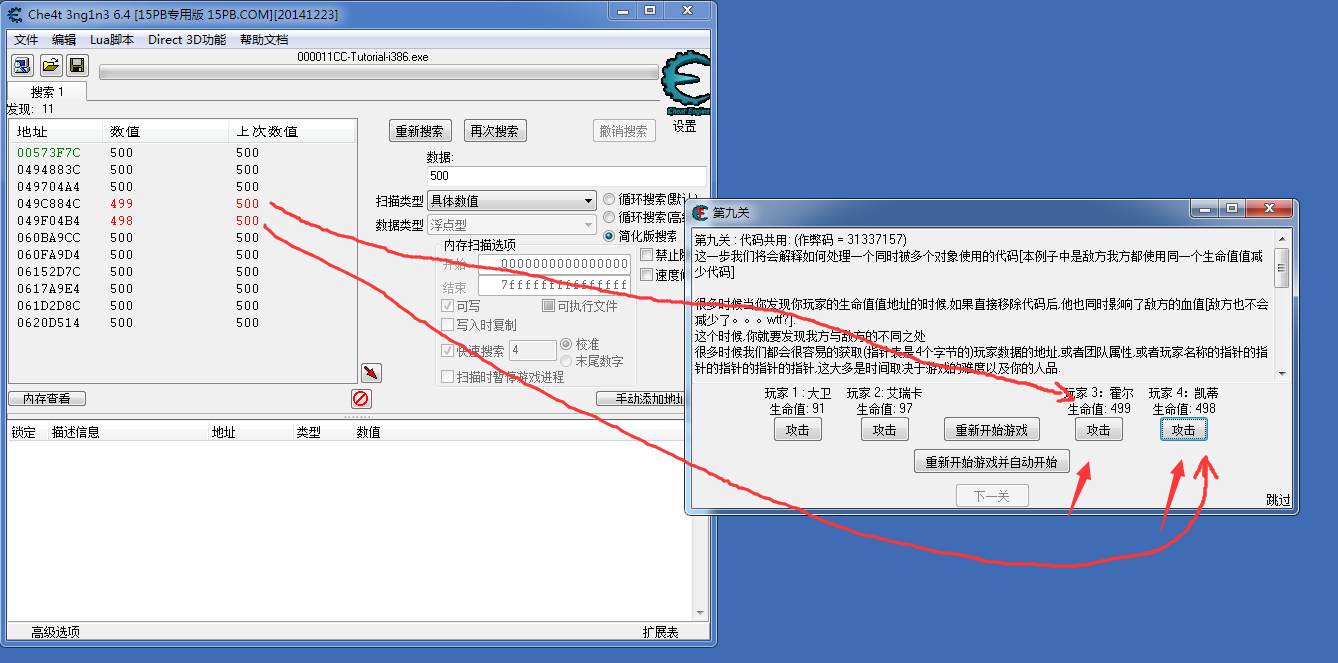 Che4t 3ng1n3 6.4 [15PB专用版 15PB.COM][20141223]
文件 编辑 Lua脚本 Direct 3D功能 帮助文档
000011CC-Tutorial-i386.exe
搜索 1
发现: 11
地址 数值 上次数值
00573F7C 500 500
0494883C 500 500
049704A4 500 500
049C884C 499 500
049F04B4 498 500
060BA9CC 500 500
060FA9D4 500 500
06152D7C 500 500
0617A9E4 500 500
061D2D8C 500 500
0620D514 500 500
内存查看
重新搜索 再次搜索 撤销搜索
设置
数据:
500
扫描类型 具体数值
数据类型 浮点型
循环搜索(默认)
循环搜索(高级
简化版搜索
内存扫描选项
开始 0000000000000000
结束 7fffffffffffffff
可写 可执行文件
写入时复制
快速搜索 4 校准
末尾数字
扫描时暂停游戏进程
禁止随
速度修
手动添加地址
锁定 描述信息 地址 类型 数值
高级选项 扩展表
第九关
第九关 : 代码共用: (作弊码 = 31337157)
这一步我们将会解释如何处理一个同时被多个对象使用的代码[本例子中是敌方我方都使用同一个生命值值减
少代码]
很多时候当你发现你玩家的生命值值地址的时候.如果直接移除代码后.他也同时影响了敌方的血值[敌方也不会
减少了。。。wtf?].
这个时候.你就要发现我方与敌方的不同之处
很多时候我们都会很容易的获取(指针表是4个字节的)玩家数据的地址.或者团队属性.或者玩家名称的指针的指
针的指针的指针的指针.这大多是时间取决于游戏的难度以及你的人品.
玩家 1 : 大卫 玩家 2: 艾瑞卡 玩家 3: 霍尔 玩家 4: 凯蒂
生命值: 91 生命值: 97 生命值: 499 生命值: 498
攻击 攻击 重新开始游戏 攻击 攻击
重新开始游戏并自动开始
下一关
跳过